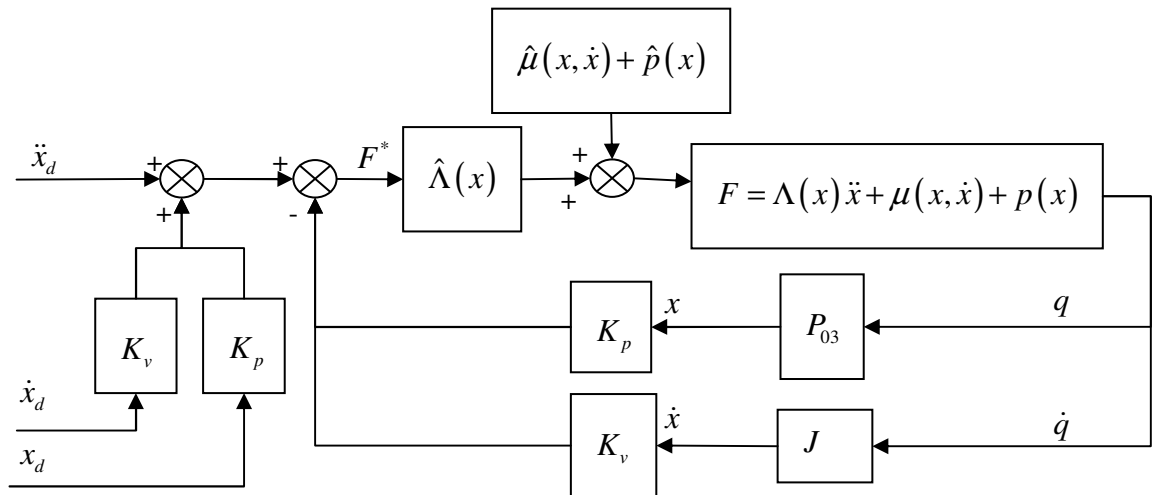 μ̂(x, ẋ) + p̂(x)
ẍ_d
+
+
+
-
F*
Λ̂(x)
+
+
F = Λ(x)ẍ + μ(x, ẋ) + p(x)
K_v
K_p
ẋ_d
x_d
K_p
x
P_03
q
K_v
ẋ
J
q̇